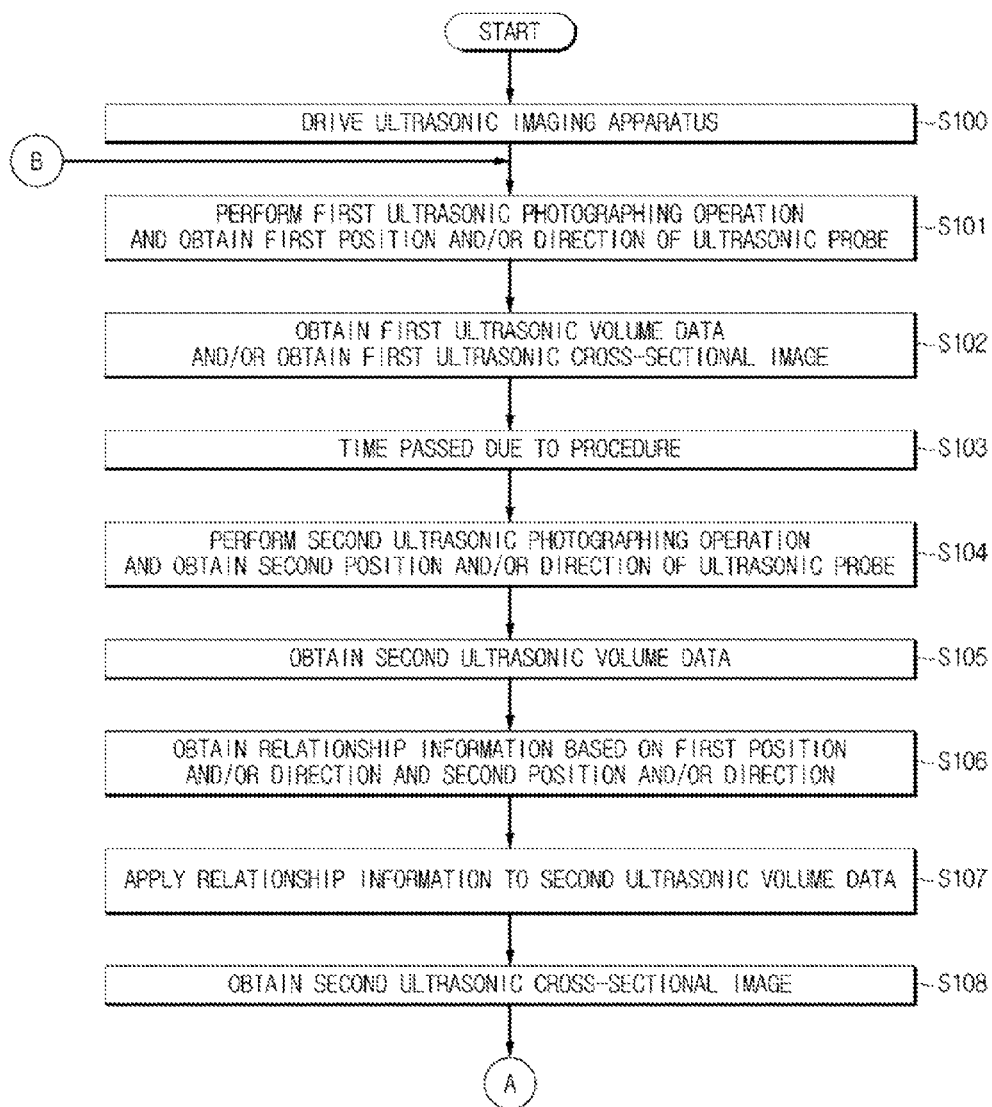 START
DRIVE ULTRASONIC IMAGING APPARATUS
S100
B
PERFORM FIRST ULTRASONIC PHOTOGRAPHING OPERATION
AND OBTAIN FIRST POSITION AND/OR DIRECTION OF ULTRASONIC PROBE
S101
OBTAIN FIRST ULTRASONIC VOLUME DATA
AND/OR OBTAIN FIRST ULTRASONIC CROSS-SECTIONAL IMAGE
S102
TIME PASSED DUE TO PROCEDURE
S103
PERFORM SECOND ULTRASONIC PHOTOGRAPHING OPERATION
AND OBTAIN SECOND POSITION AND/OR DIRECTION OF ULTRASONIC PROBE
S104
OBTAIN SECOND ULTRASONIC VOLUME DATA
S105
OBTAIN RELATIONSHIP INFORMATION BASED ON FIRST POSITION
AND/OR DIRECTION AND SECOND POSITION AND/OR DIRECTION
S106
APPLY RELATIONSHIP INFORMATION TO SECOND ULTRASONIC VOLUME DATA
S107
OBTAIN SECOND ULTRASONIC CROSS-SECTIONAL IMAGE
S108
A